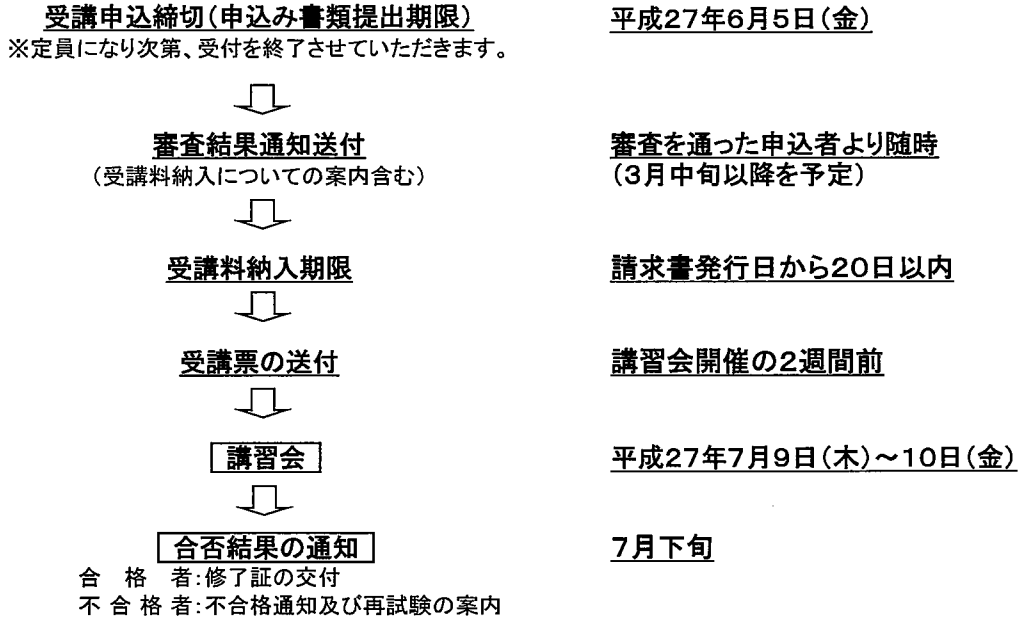 受講申込締切（申込み書類提出期限） 平成２７年６月５日（金）
※定員になり次第、受付を終了させていただきます。
審査結果通知送付 審査を通った申込者より随時
（受講料納入についての案内含む） （３月中旬以降を予定）
受講料納入期限 請求書発行日から２０日以内
受講票の送付 講習会開催の２週間前
講習会 平成２７年７月９日（木）～１０日（金）
合否結果の通知 ７月下旬
合　格　者：修了証の交付
不 合 格 者：不合格通知及び再試験の案内